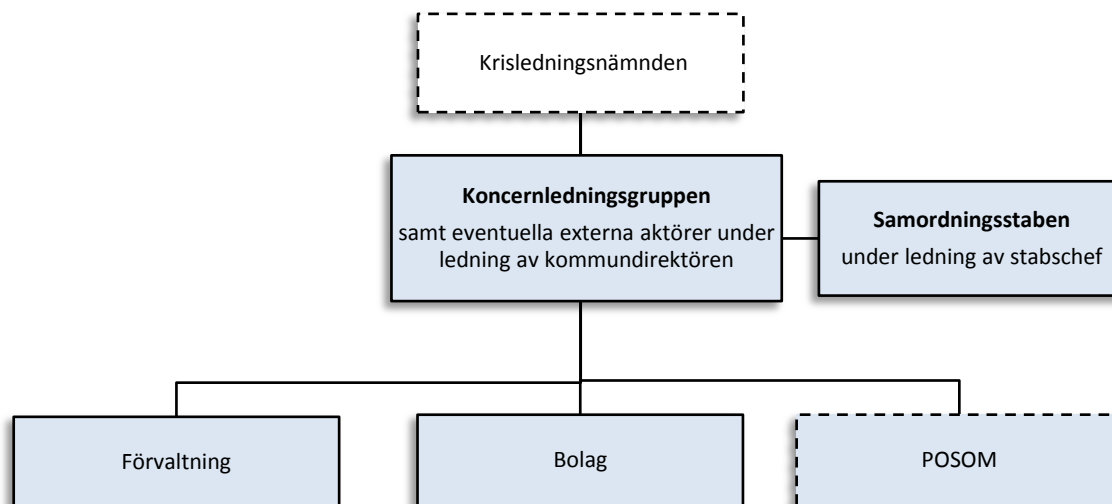 Krisledningsnämnden
Koncernledningsgruppen
samt eventuella externa aktörer under
ledning av kommundirektören
Samordningsstaben
under ledning av stabschef
Förvaltning
Bolag
POSOM